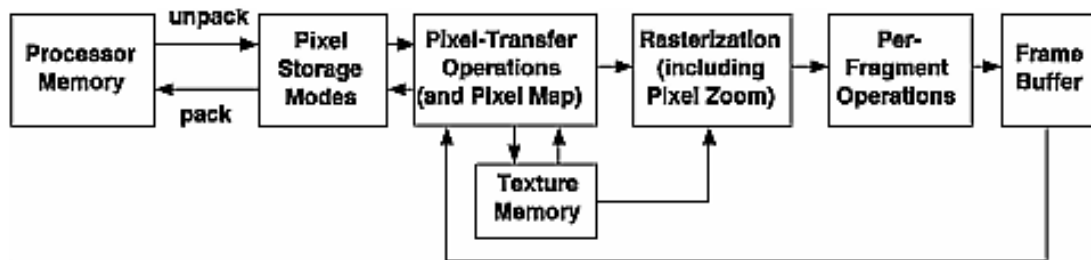 unpack
Processor
Memory
pack
Pixel
Storage
Modes
Pixel-Transfer
Operations
(and Pixel Map)
Rasterization
(including
Pixel Zoom)
Per-
Fragment
Operations
Frame
Buffer
Texture
Memory